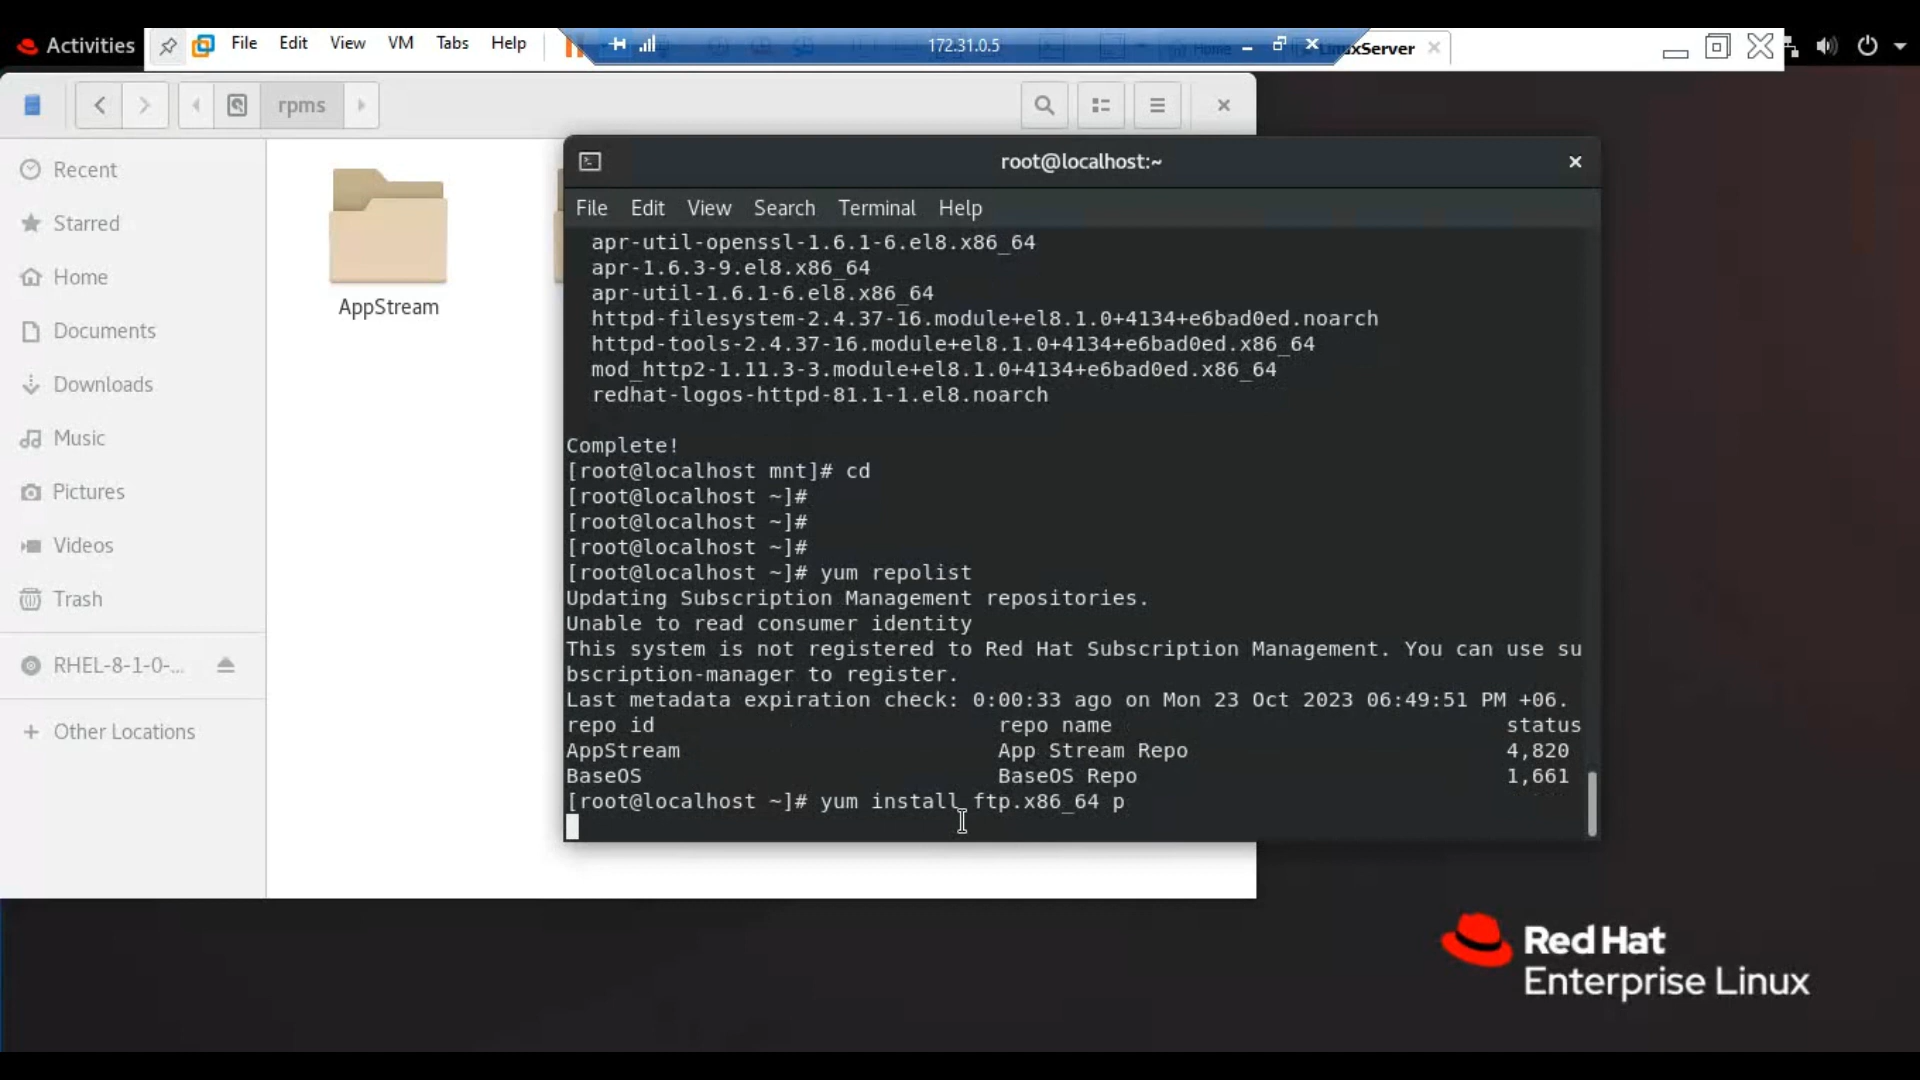 Activities
File Edit View VM Tabs Help
172.31.0.5
Home
LinuxServer
rpms
Recent
Starred
Home
Documents
Downloads
Music
Pictures
Videos
Trash
RHEL-8-1-0-...
+ Other Locations
AppStream
root@localhost:~
File Edit View Search Terminal Help
apr-util-openssl-1.6.1-6.el8.x86_64
apr-1.6.3-9.el8.x86_64
apr-util-1.6.1-6.el8.x86_64
httpd-filesystem-2.4.37-16.module+el8.1.0+4134+e6bad0ed.noarch
httpd-tools-2.4.37-16.module+el8.1.0+4134+e6bad0ed.x86_64
mod_http2-1.11.3-3.module+el8.1.0+4134+e6bad0ed.x86_64
redhat-logos-httpd-81.1-1.el8.noarch
Complete!
[root@localhost mnt]# cd
[root@localhost ~]#
[root@localhost ~]#
[root@localhost ~]#
[root@localhost ~]# yum repolist
Updating Subscription Management repositories.
Unable to read consumer identity
This system is not registered to Red Hat Subscription Management. You can use su
bscription-manager to register.
Last metadata expiration check: 0:00:33 ago on Mon 23 Oct 2023 06:49:51 PM +06.
repo id repo name status
AppStream App Stream Repo 4,820
BaseOS BaseOS Repo 1,661
[root@localhost ~]# yum install ftp.x86_64 p
Red Hat
Enterprise Linux